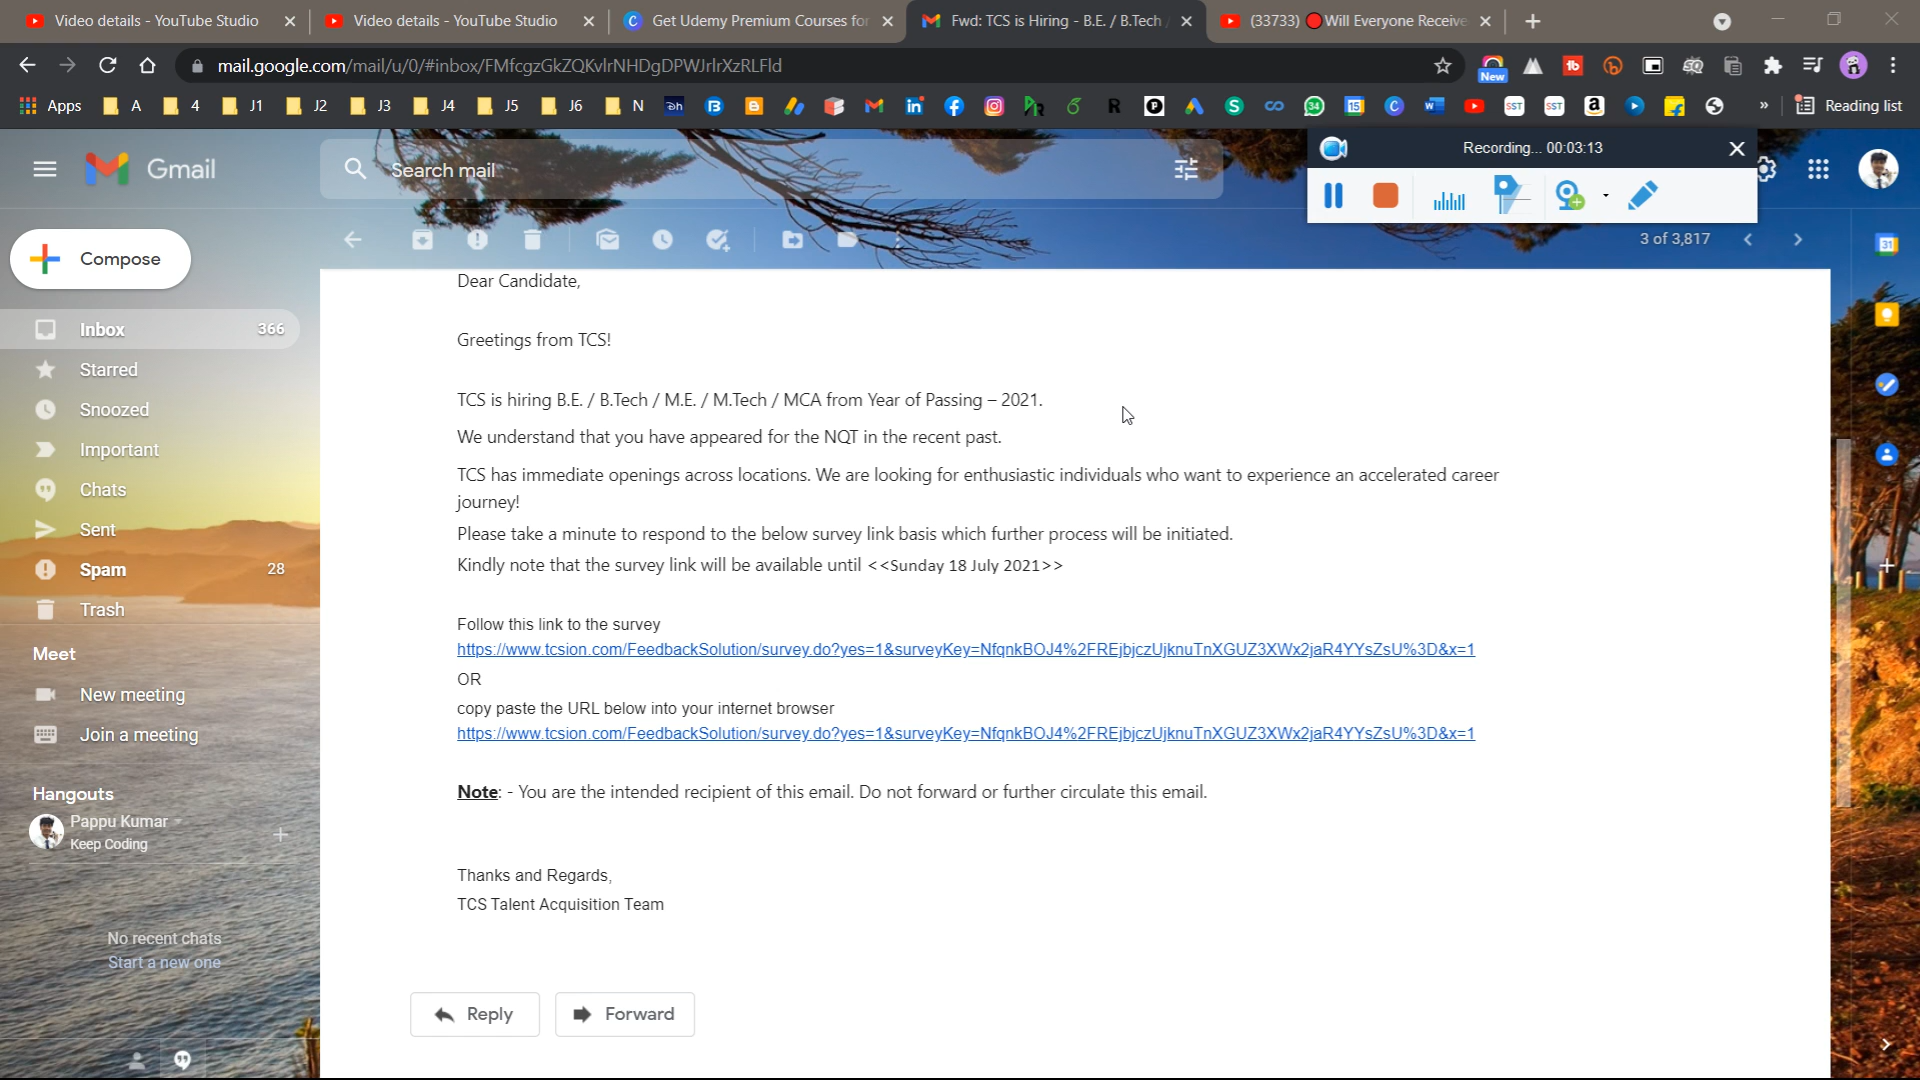 Video details - YouTube Studio
Video details - YouTube Studio
Get Udemy Premium Courses for
Fwd: TCS is Hiring - B.E. / B.Tech /
(33733) Will Everyone Receive
mail.google.com/mail/u/0/#inbox/FMfcgzGkZQKvlrNHDgDPWJrlrXzRLFld
New
Apps
A
4
J1
J2
J3
J4
J5
J6
N
»
Reading list
Gmail
Search mail
Recording... 00:03:13
3 of 3,817
Compose
Inbox 366
Starred
Snoozed
Important
Chats
Sent
Spam 28
Trash
Meet
New meeting
Join a meeting
Hangouts
Pappu Kumar
Keep Coding
No recent chats
Start a new one
Dear Candidate,
Greetings from TCS!
TCS is hiring B.E. / B.Tech / M.E. / M.Tech / MCA from Year of Passing – 2021.
We understand that you have appeared for the NQT in the recent past.
TCS has immediate openings across locations. We are looking for enthusiastic individuals who want to experience an accelerated career
journey!
Please take a minute to respond to the below survey link basis which further process will be initiated.
Kindly note that the survey link will be available until <<Sunday 18 July 2021>>
Follow this link to the survey
https://www.tcsion.com/FeedbackSolution/survey.do?yes=1&surveyKey=NfqnkBOJ4%2FREjbjczUjknuTnXGUZ3XWx2jaR4YYsZsU%3D&x=1
OR
copy paste the URL below into your internet browser
https://www.tcsion.com/FeedbackSolution/survey.do?yes=1&surveyKey=NfqnkBOJ4%2FREjbjczUjknuTnXGUZ3XWx2jaR4YYsZsU%3D&x=1
Note: - You are the intended recipient of this email. Do not forward or further circulate this email.
Thanks and Regards,
TCS Talent Acquisition Team
Reply
Forward